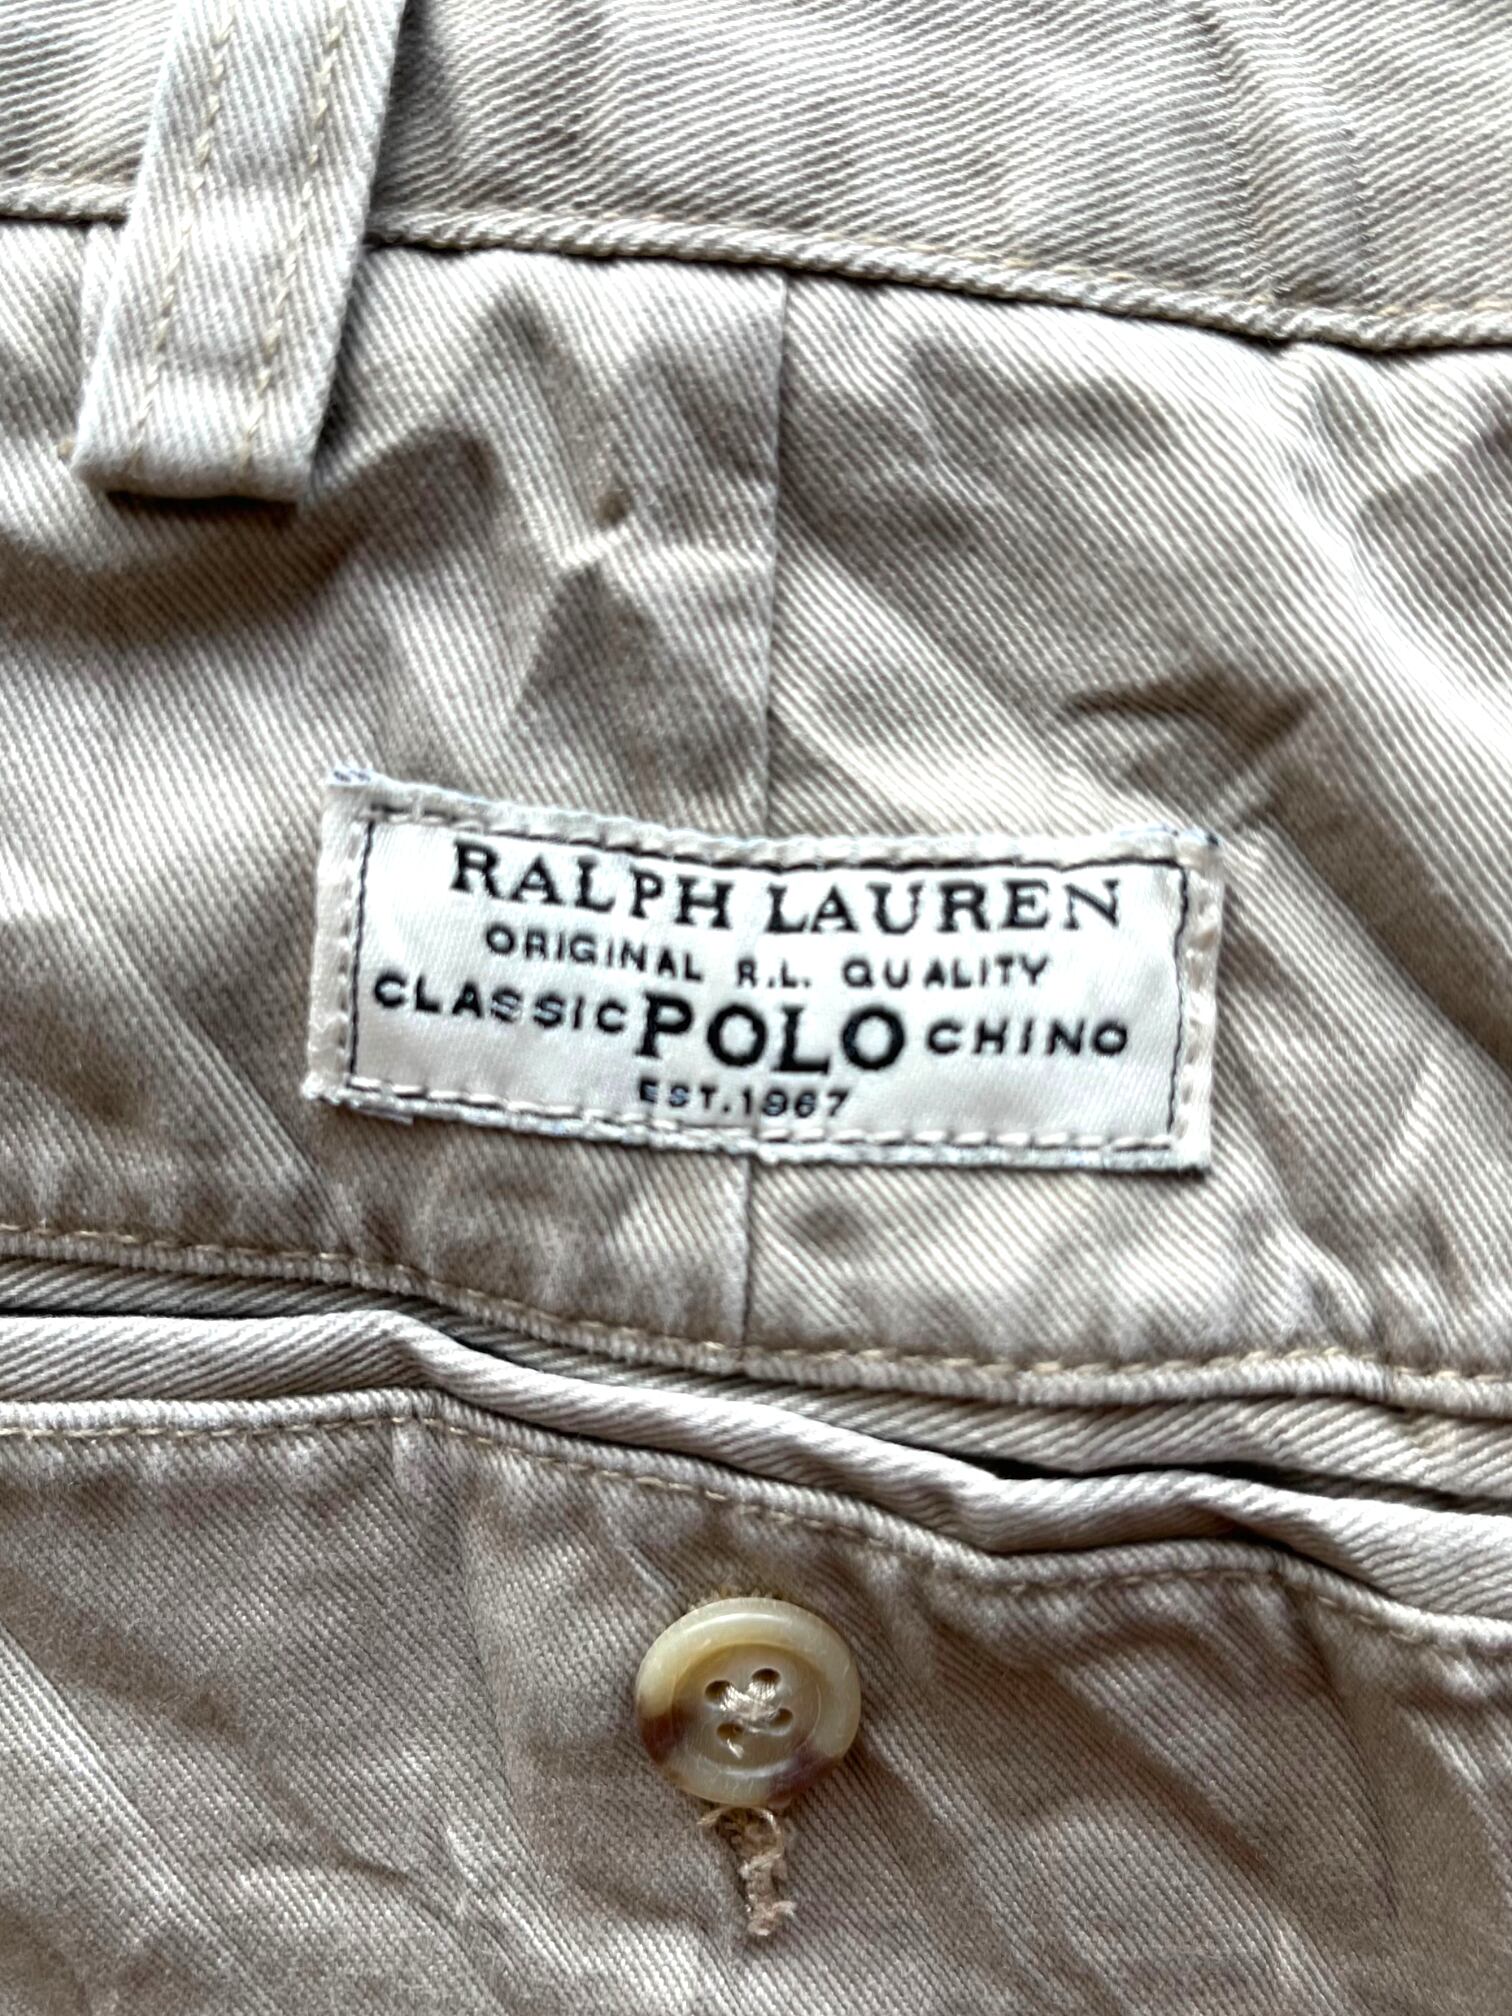 RALPH LAUREN
ORIGINAL R.L. QUALITY
CLASSIC POLO CHINO
EST. 1967